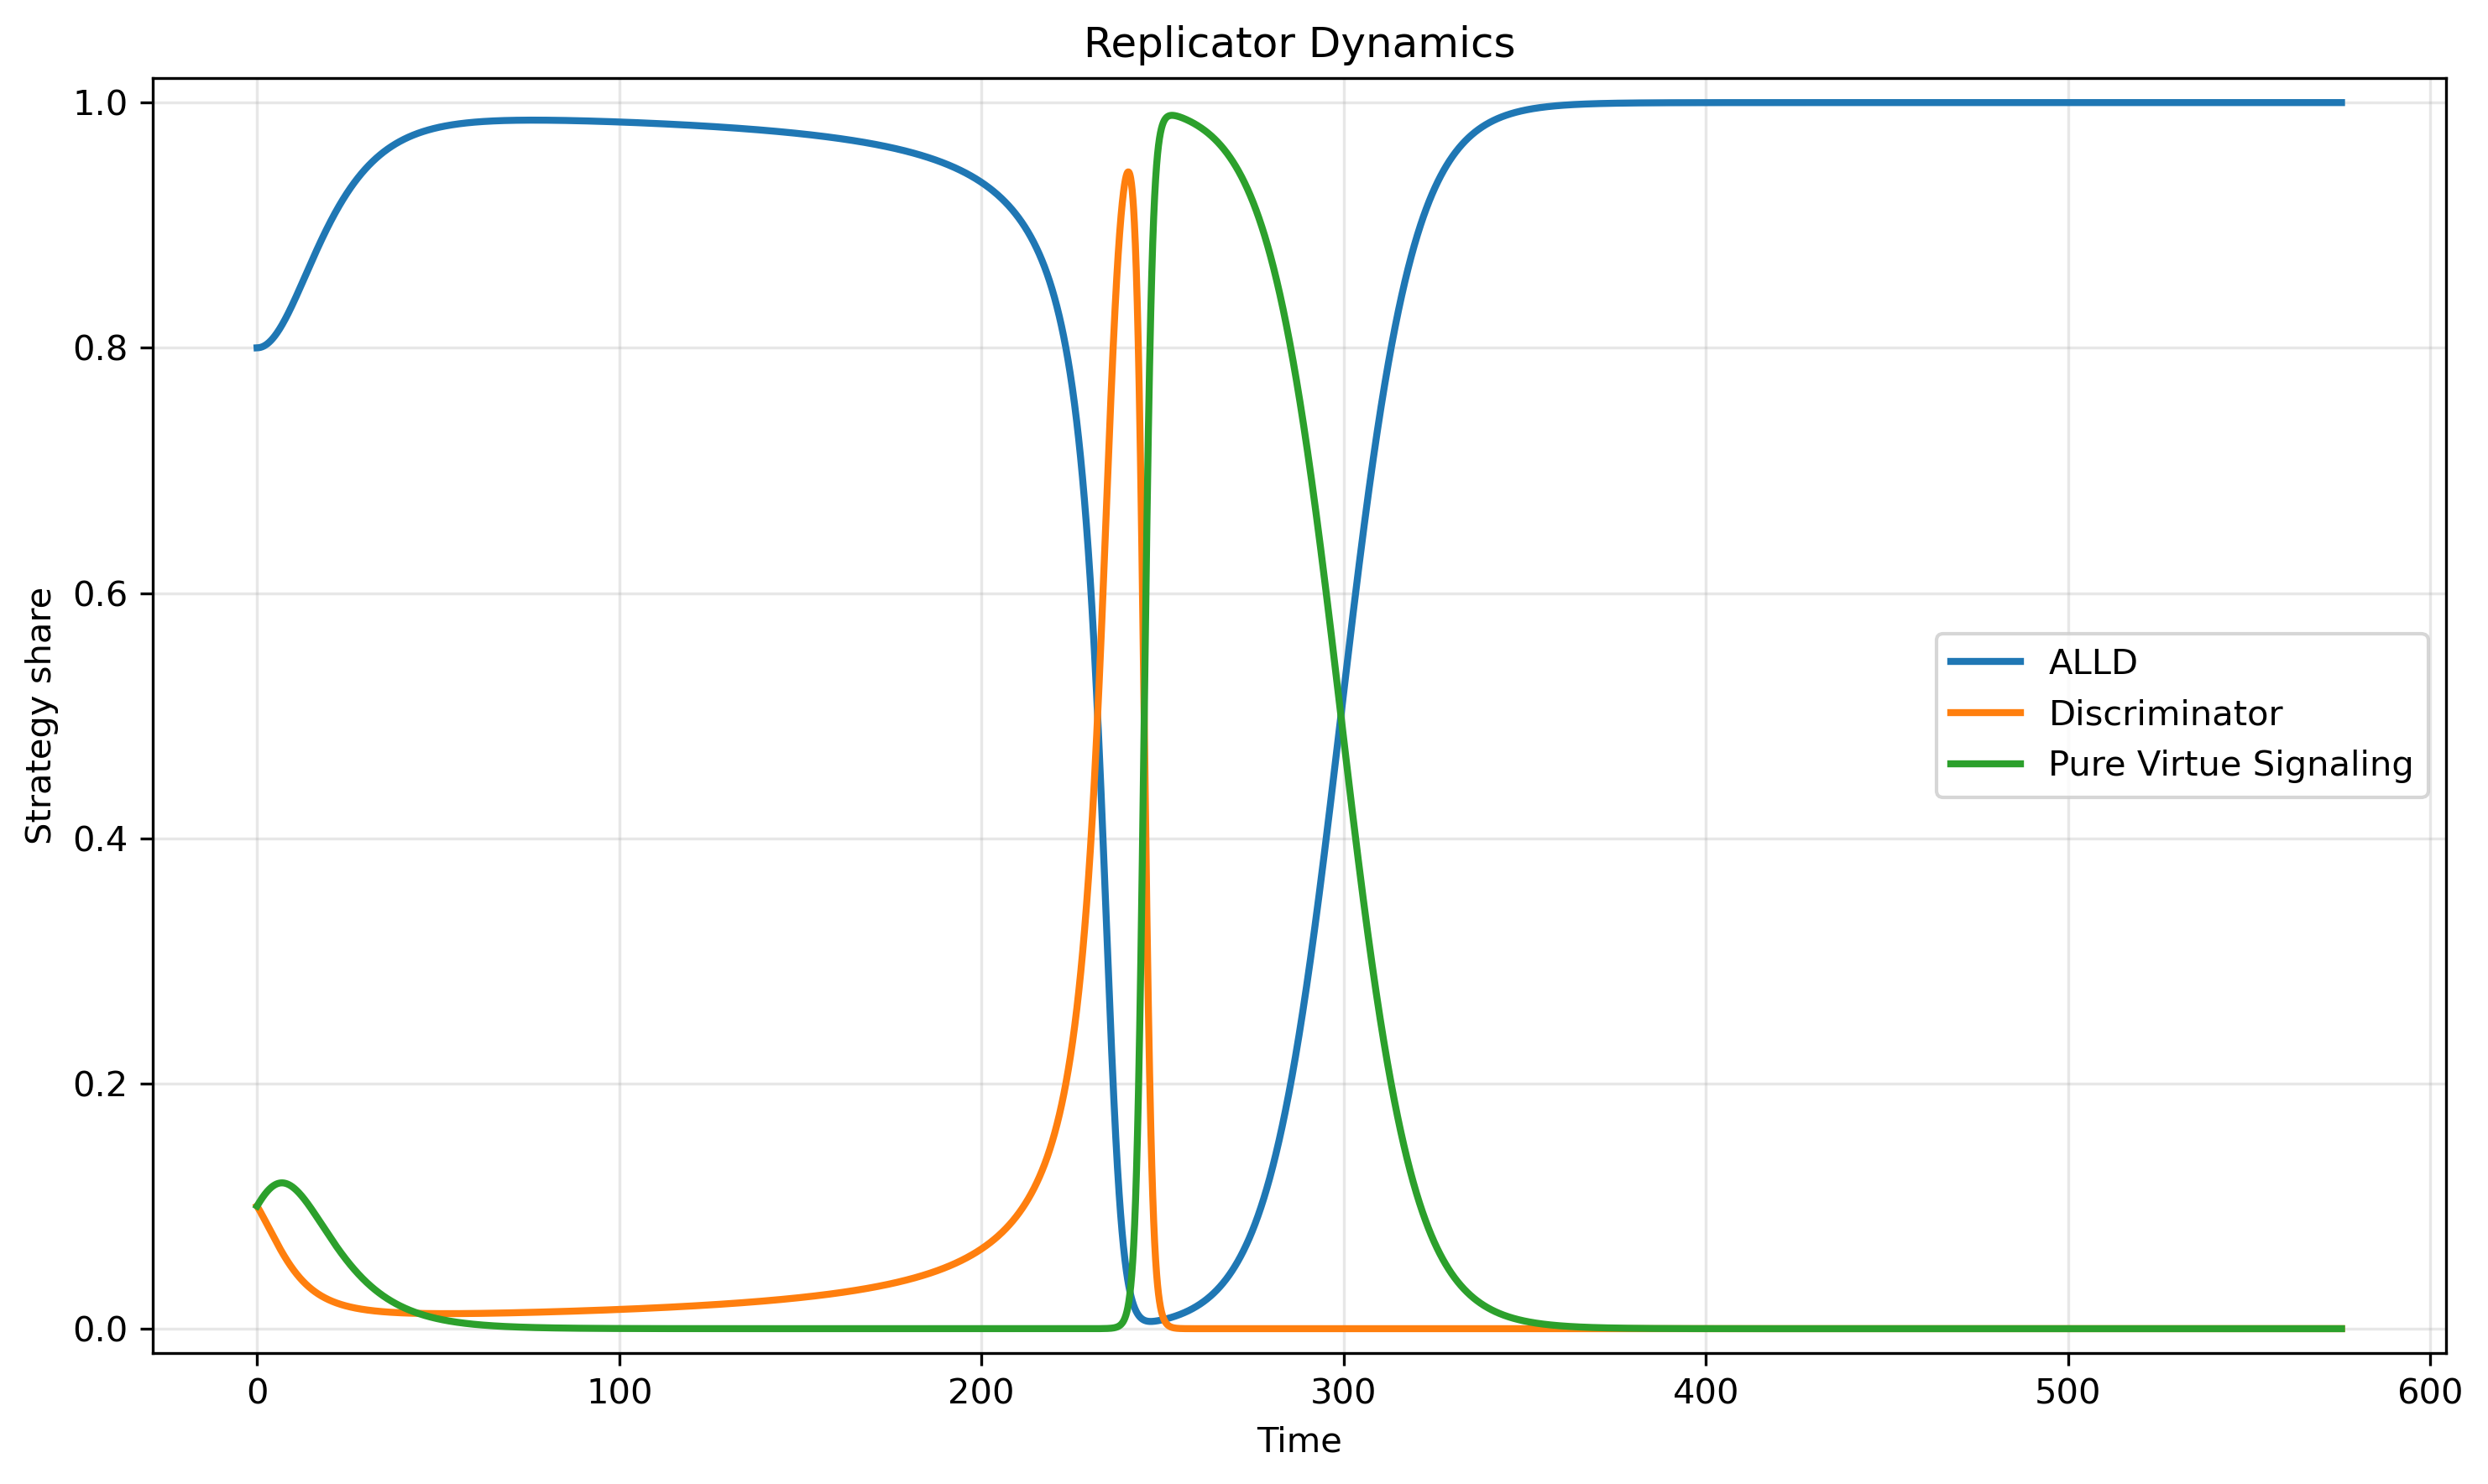 Replicator Dynamics
Strategy share
1.0
0.8
0.6
0.4
0.2
0.0
ALLD
Discriminator
Pure Virtue Signaling
0 100 200 300 400 500 600
Time